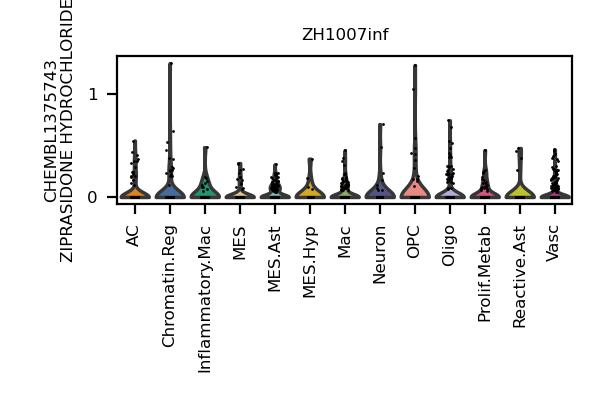 ZH1007inf
CHEMBL1375743
ZIPRASIDONE HYDROCHLORIDE
1
0
AC
Chromatin.Reg
Inflammatory.Mac
MES
MES.Ast
MES.Hyp
Mac
Neuron
OPC
Oligo
Prolif.Metab
Reactive.Ast
Vasc